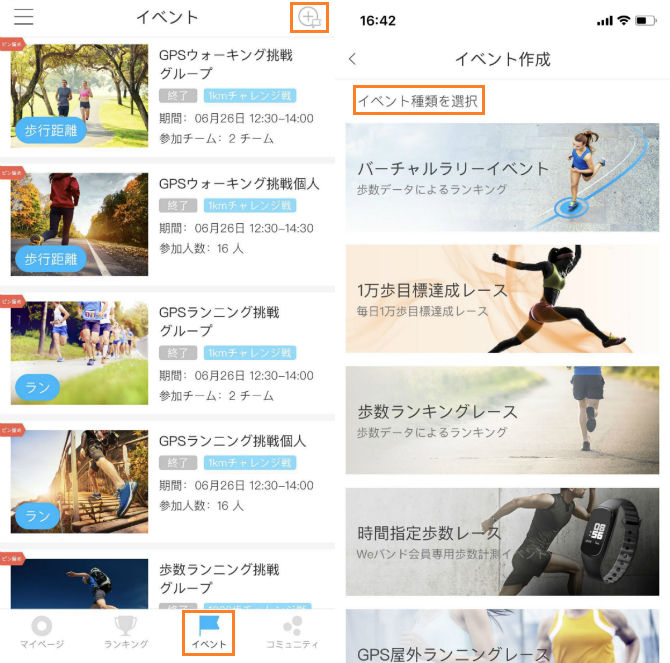 イベント
ピン留め
GPSウォーキング挑戦
グループ
終了 1kmチャレンジ戦
期間： 06月26日 12:30-14:00
参加チーム：2 チーム
歩行距離
ピン留め
GPSウォーキング挑戦個人
終了 1kmチャレンジ戦
期間： 06月26日 12:30-14:30
参加人数：16 人
歩行距離
ピン留め
GPSランニング挑戦
グループ
終了 1kmチャレンジ戦
期間： 06月26日 12:30-14:00
参加チーム：2 チーム
ラン
ピン留め
GPSランニング挑戦個人
終了 1kmチャレンジ戦
期間： 06月26日 12:30-14:00
参加人数：16 人
ラン
ピン留め
歩数ランニング挑戦
グループ
マイページ ランキング イベント コミュニティ
16:42
イベント作成
イベント種類を選択
バーチャルラリーイベント
歩数データによるランキング
1万歩目標達成レース
毎日1万歩目標達成レース
歩数ランキングレース
歩数データによるランキング
時間指定歩数レース
Weバンド会員専用歩数計測イベント
GPS屋外ランニングレース